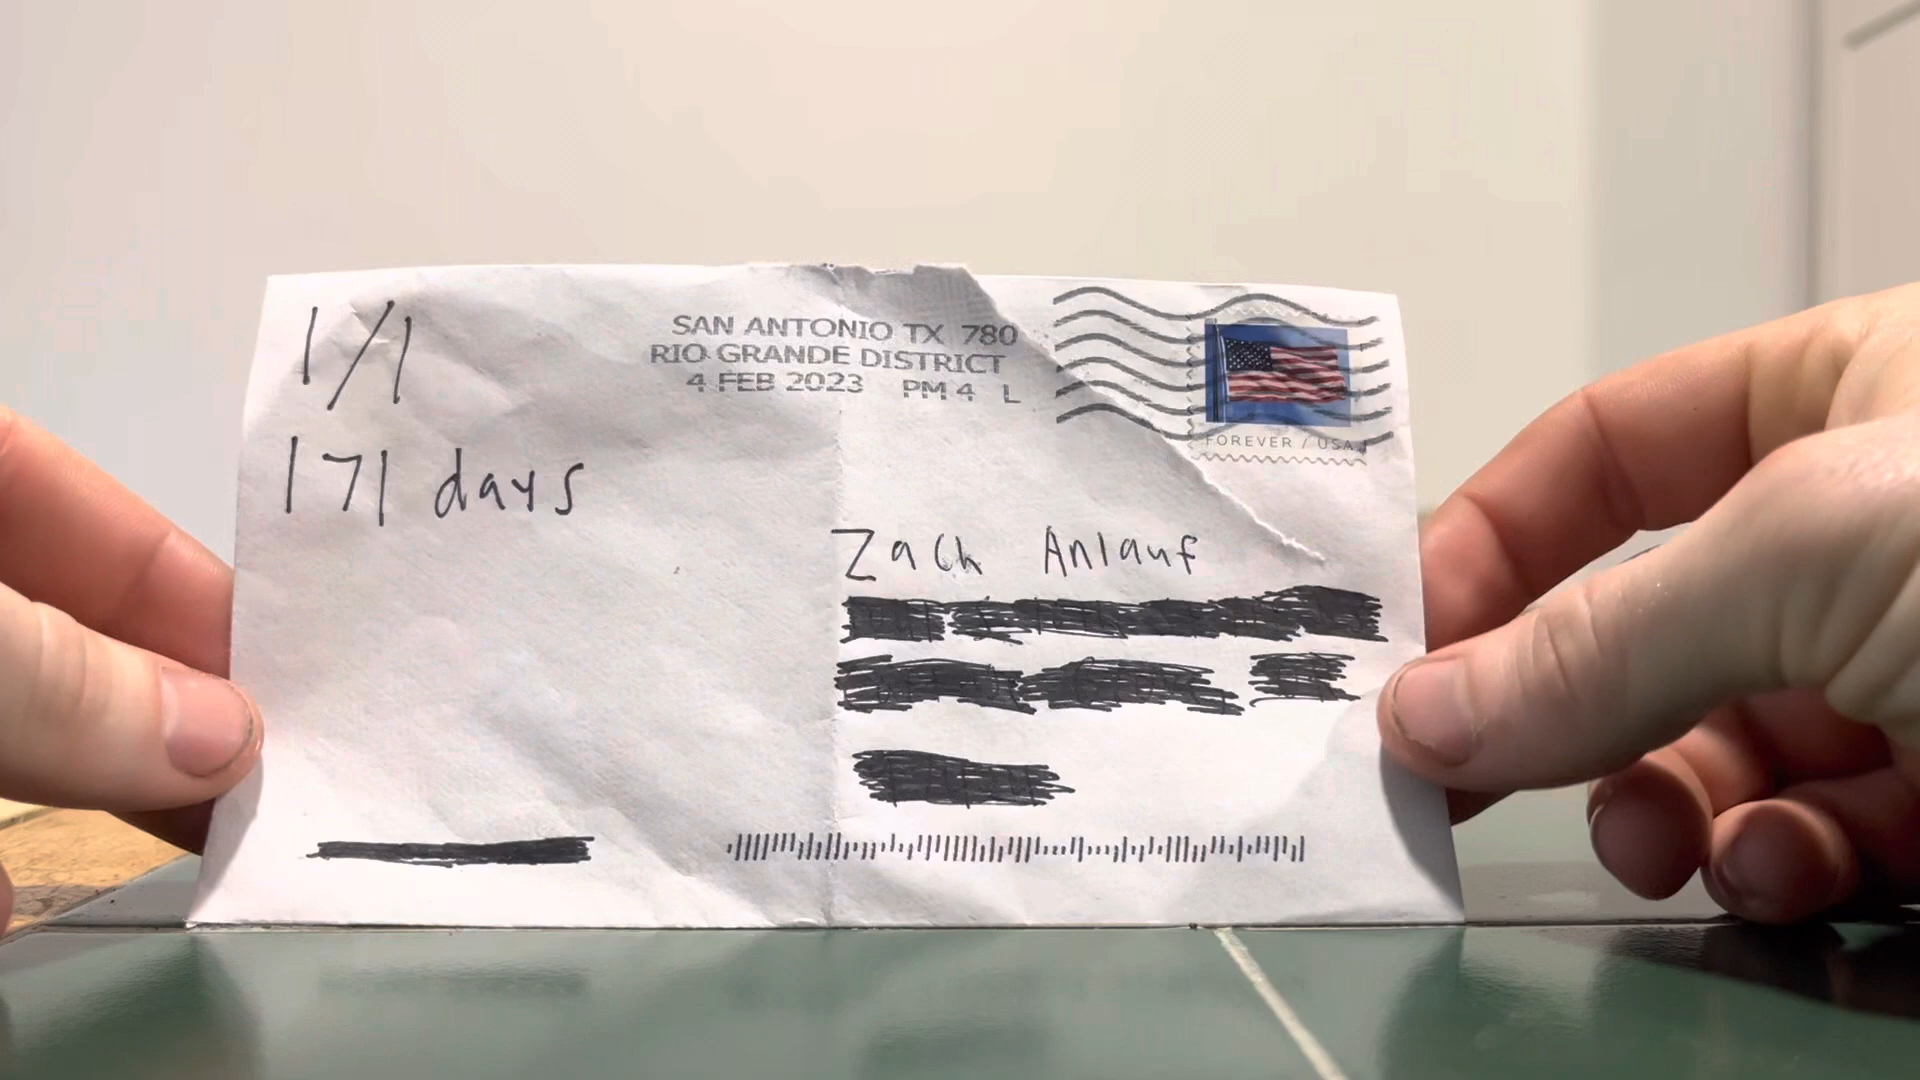 1/1
171 days
SAN ANTONIO TX 780
RIO GRANDE DISTRICT
4 FEB 2023 PM 4 L
FOREVER / USA
Zach Anlauf